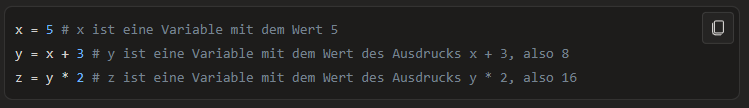 x = 5 # x ist eine Variable mit dem Wert 5
y = x + 3 # y ist eine Variable mit dem Wert des Ausdrucks x + 3, also 8
z = y * 2 # z ist eine Variable mit dem Wert des Ausdrucks y * 2, also 16